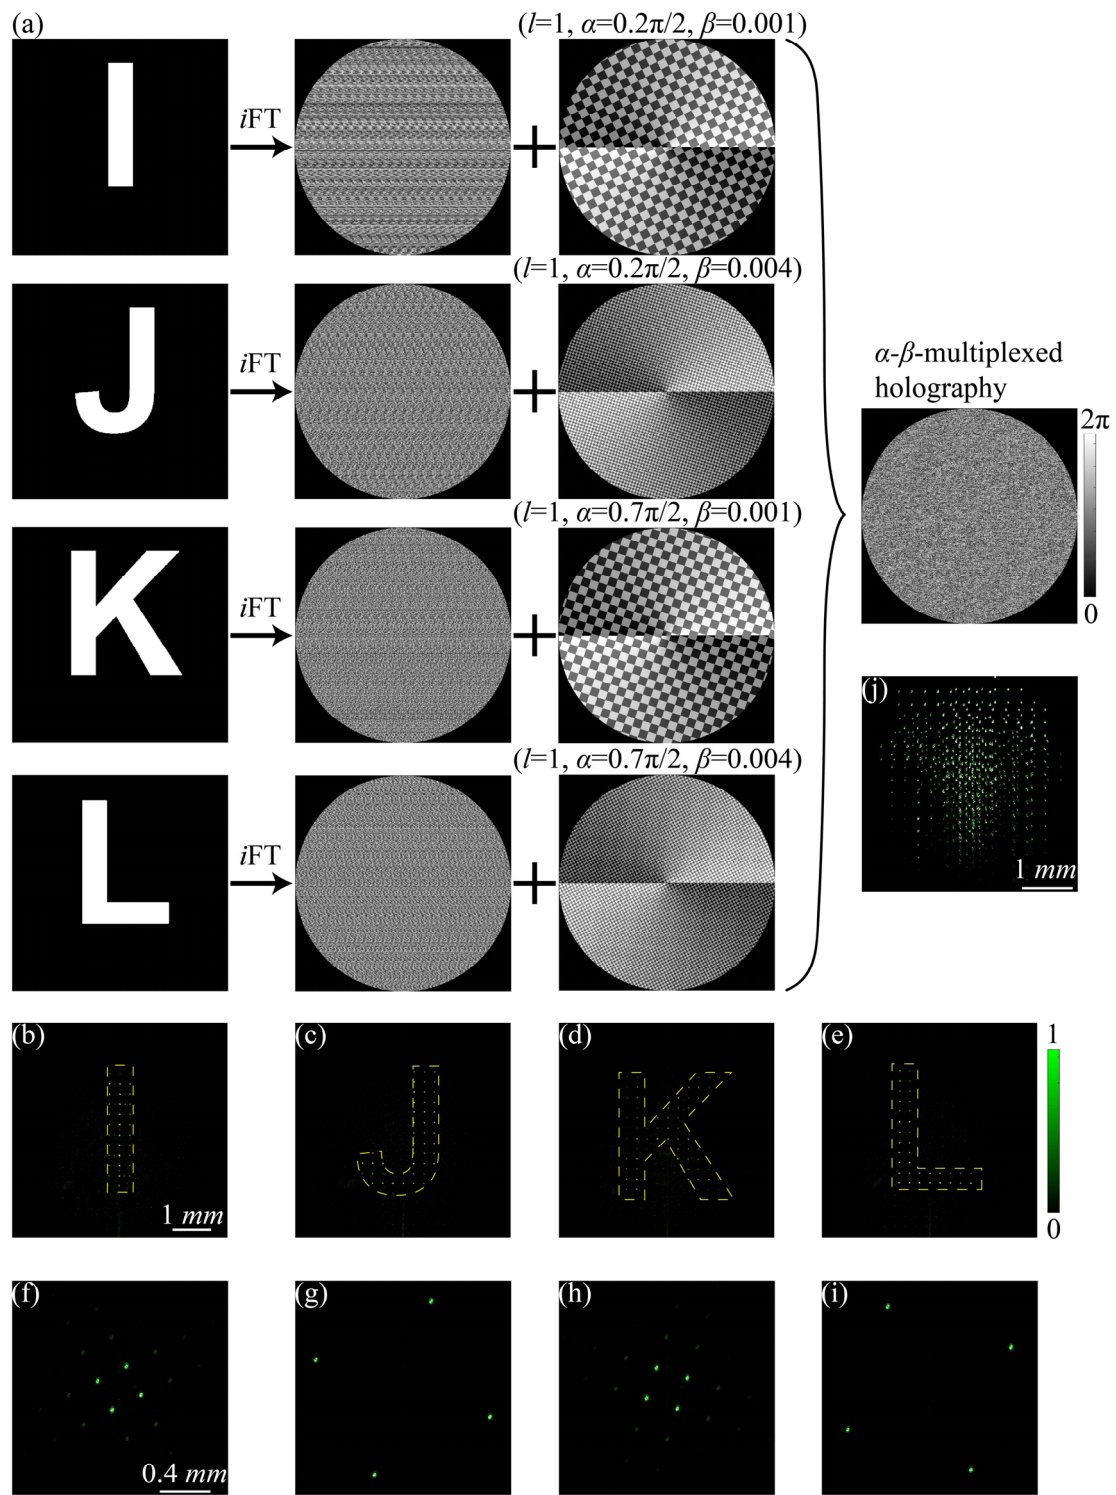 (a)
(l=1, α=0.2π/2, β=0.001)
I
iFT
+
(l=1, α=0.2π/2, β=0.004)
J
iFT
+
α-β-multiplexed
holography
2π
0
(l=1, α=0.7π/2, β=0.001)
K
iFT
+
(j)
1 mm
(l=1, α=0.7π/2, β=0.004)
L
iFT
+
(b)
(c)
(d)
(e)
1
0
I
J
K
L
1 mm
(f)
(g)
(h)
(i)
0.4 mm